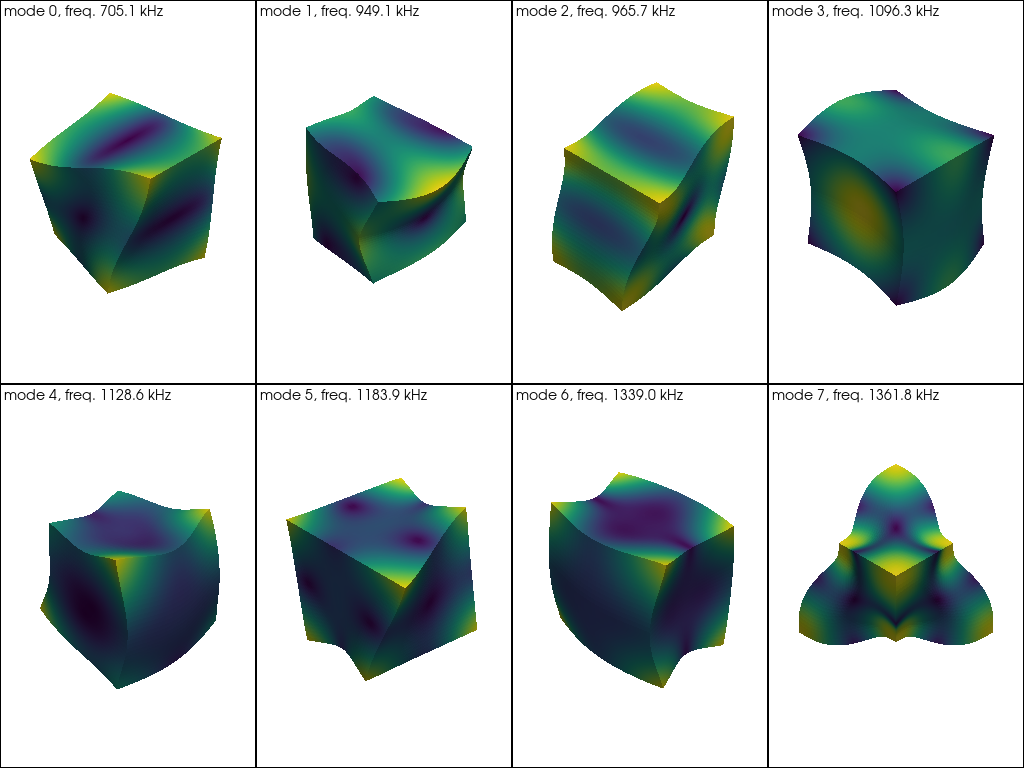 mode 0, freq. 705.1 kHz
mode 1, freq. 949.1 kHz
mode 2, freq. 965.7 kHz
mode 3, freq. 1096.3 kHz
mode 4, freq. 1128.6 kHz
mode 5, freq. 1183.9 kHz
mode 6, freq. 1339.0 kHz
mode 7, freq. 1361.8 kHz